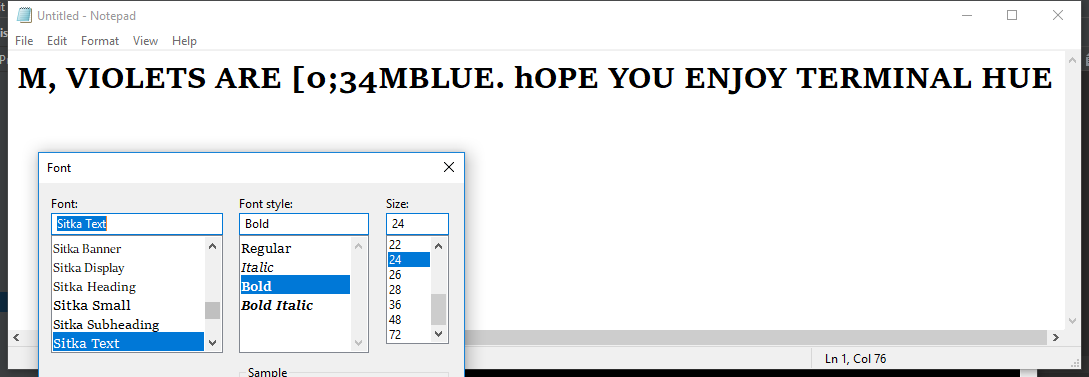 Untitled - Notepad
File Edit Format View Help
M, VIOLETS ARE [0;34MBLUE. hOPE YOU ENJOY TERMINAL HUE
Font
Font: Font style: Size:
Sitka Text Bold 24
Sitka Banner Regular 22
Sitka Display Italic 24
Sitka Heading Bold 26
Sitka Small Bold Italic 28
Sitka Subheading 36
Sitka Text 48
72
Ln 1, Col 76
Sample